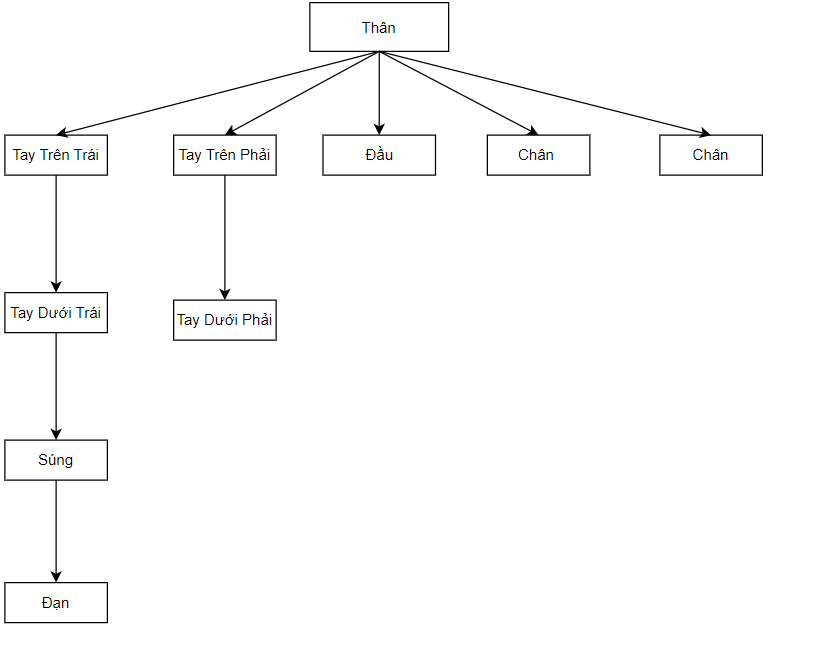 Thân
Tay Trên Trái
Tay Trên Phải
Đầu
Chân
Chân
Tay Dưới Trái
Tay Dưới Phải
Súng
Đạn